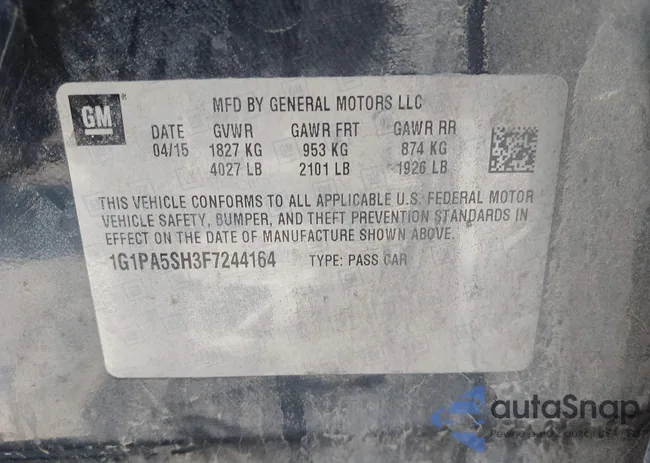 GM
MFD BY GENERAL MOTORS LLC
DATE GVWR GAWR FRT GAWR RR
04/15 1827 KG 953 KG 874 KG
4027 LB 2101 LB 1926 LB
THIS VEHICLE CONFORMS TO ALL APPLICABLE U.S. FEDERAL MOTOR
VEHICLE SAFETY, BUMPER, AND THEFT PREVENTION STANDARDS IN
EFFECT ON THE DATE OF MANUFACTURE SHOWN ABOVE.
1G1PA5SH3F7244164 TYPE: PASS CAR
autaSnap